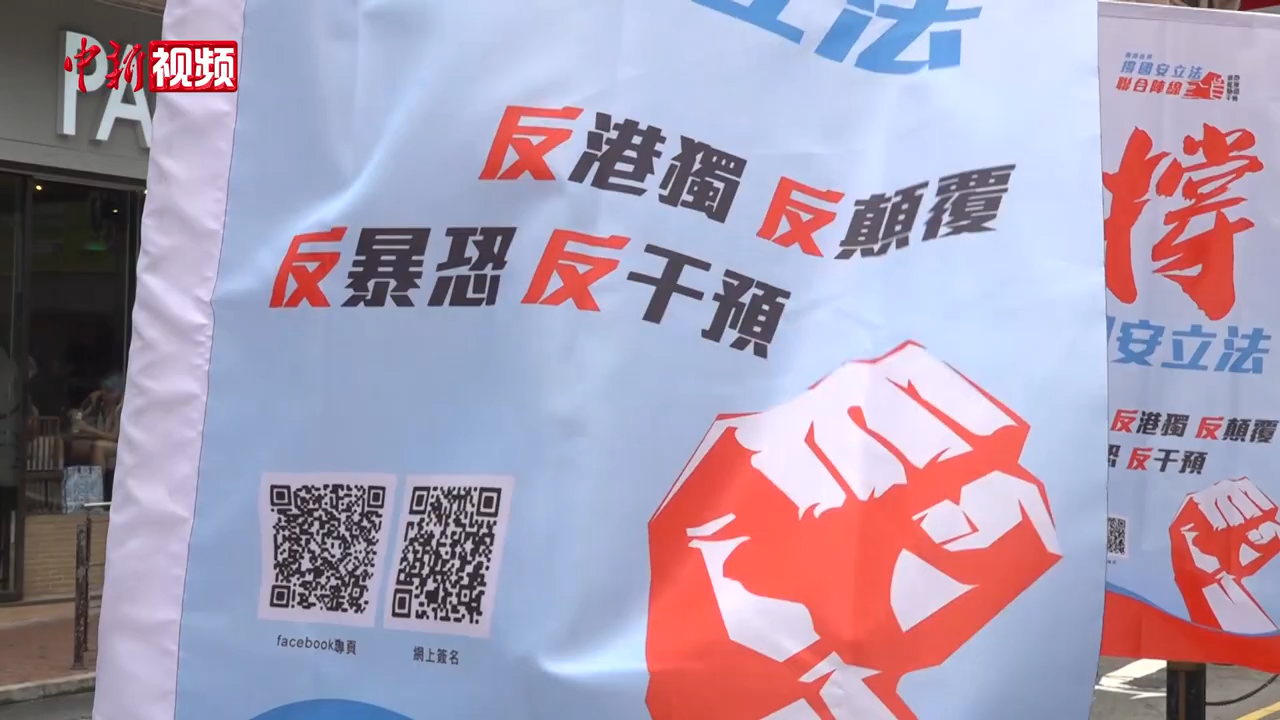 中新视频
PA
立法
反港獨 反顛覆
反暴恐 反干預
facebook專頁
網上簽名
撐國安立法
聯合陣線
撐
安立法
反港獨 反顛覆
恐 反干預